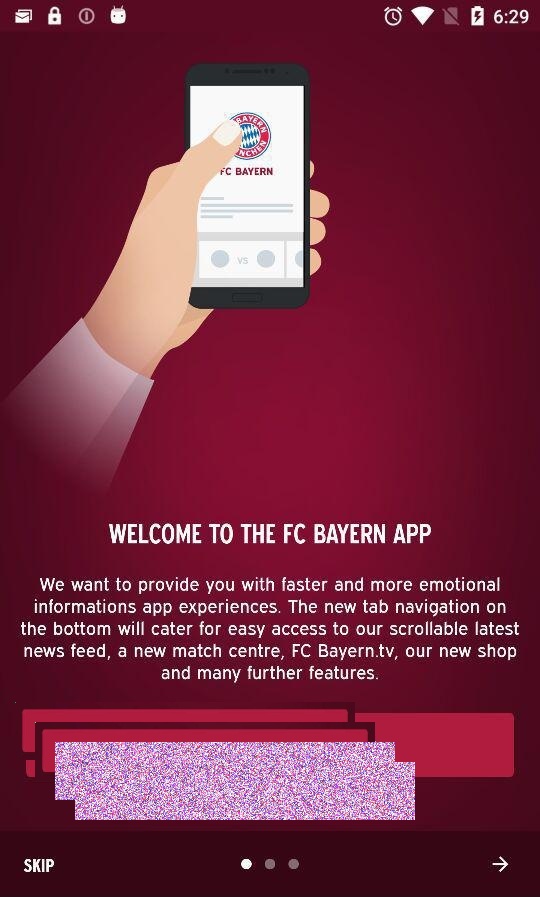 6:29
BAYERN
MÜNCHEN
FC BAYERN
VS
WELCOME TO THE FC BAYERN APP
We want to provide you with faster and more emotional
informations app experiences. The new tab navigation on
the bottom will cater for easy access to our scrollable latest
news feed, a new match centre, FC Bayern.tv, our new shop
and many further features.
SKIP